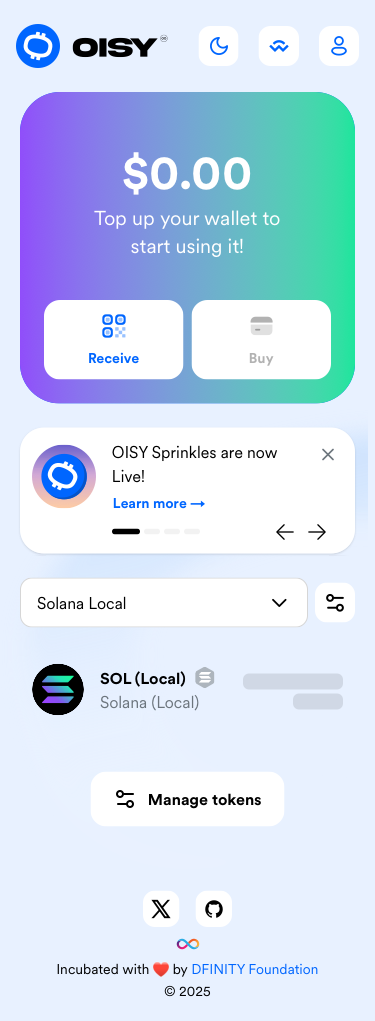 OISY
$0.00
Top up your wallet to
start using it!
Receive
Buy
OISY Sprinkles are now
Live!
Learn more →
Solana Local
SOL (Local)
Solana (Local)
Manage tokens
Incubated with ❤️ by DFINITY Foundation
© 2025